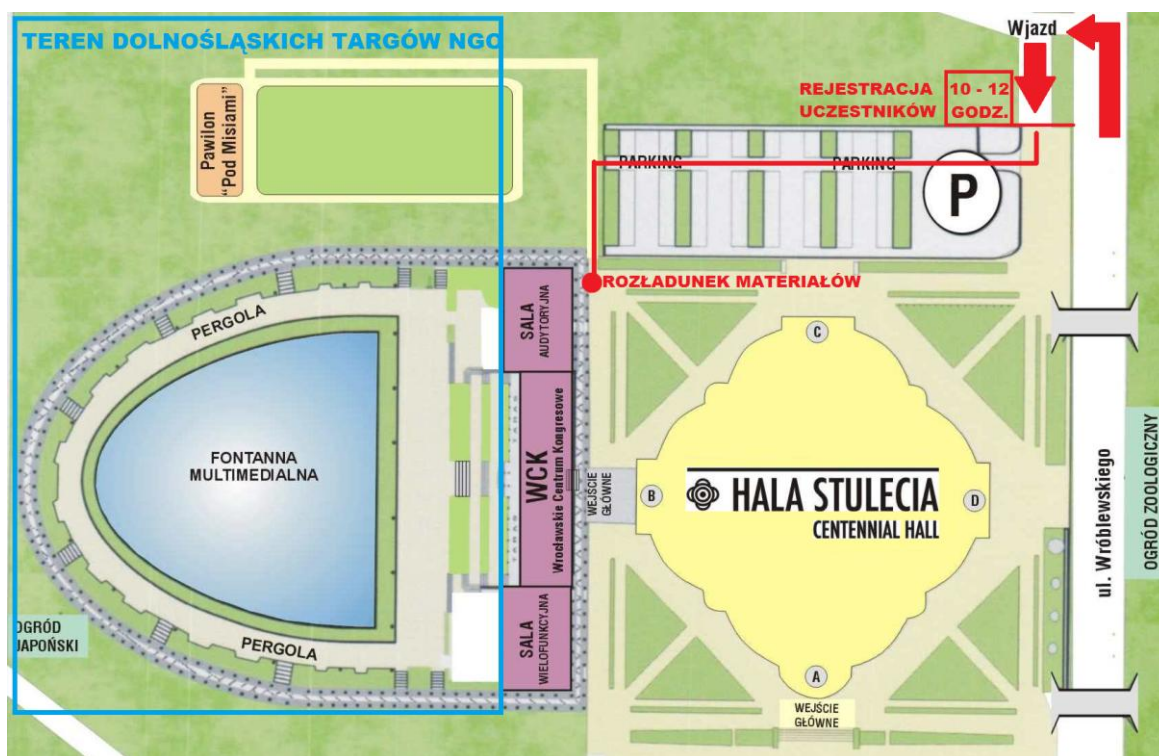 TEREN DOLNOŚLĄSKICH TARGÓW NGO
Wjazd
REJESTRACJA
UCZESTNIKÓW
10 - 12
GODZ.
Pawilon
"Pod Misiami"
PARKING
PARKING
P
ROZŁADUNEK MATERIAŁÓW
PERGOLA
SALA
AUDYTORYJNA
C
FONTANNA
MULTIMEDIALNA
TARAS
WCK
Wrocławskie Centrum Kongresowe
TARAS
WEJŚCIE
GŁÓWNE
B
HALA STULECIA
CENTENNIAL HALL
D
ul. Wróblewskiego
OGRÓD ZOOLOGICZNY
OGRÓD
JAPOŃSKI
PERGOLA
SALA
WIELOFUNKCYJNA
A
WEJŚCIE
GŁÓWNE